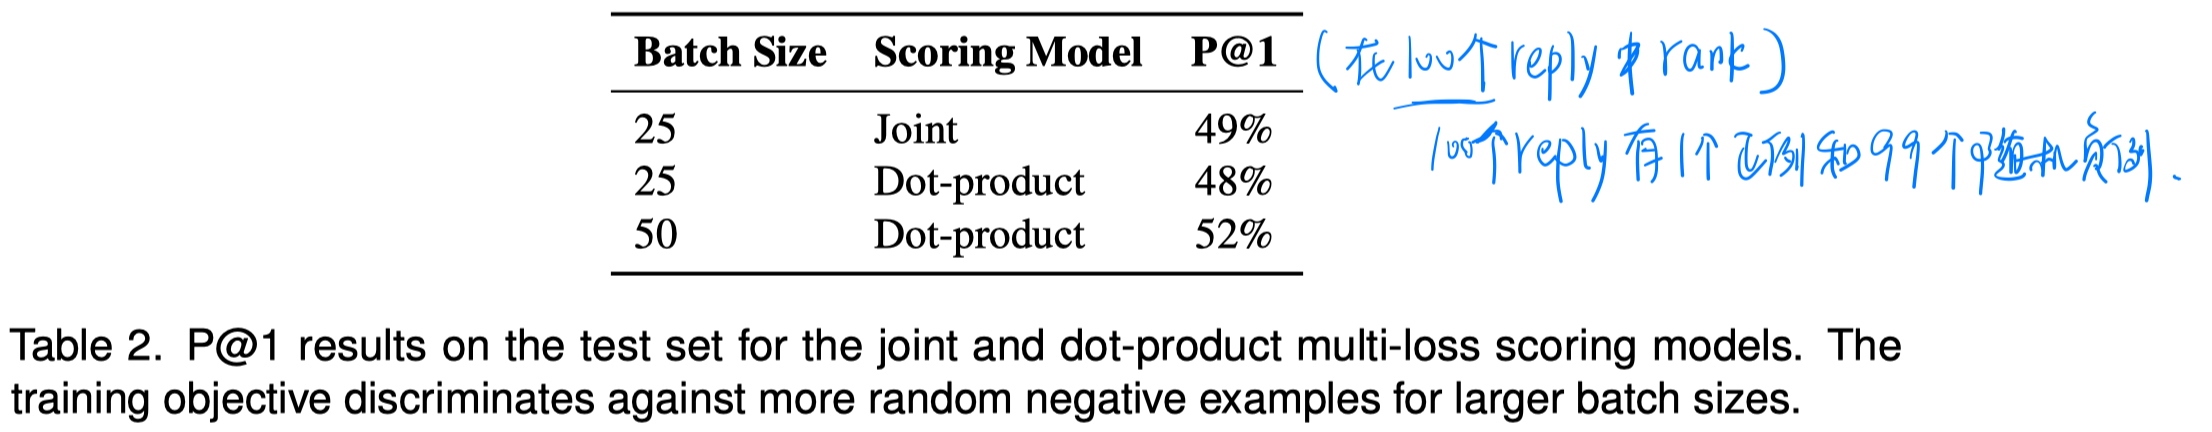 Batch Size Scoring Model P@1 (在100个reply中rank)
25 Joint 49%
100个reply有1个正例和99个随机负例.
25 Dot-product 48%
50 Dot-product 52%
Table 2. P@1 results on the test set for the joint and dot-product multi-loss scoring models. The
training objective discriminates against more random negative examples for larger batch sizes.